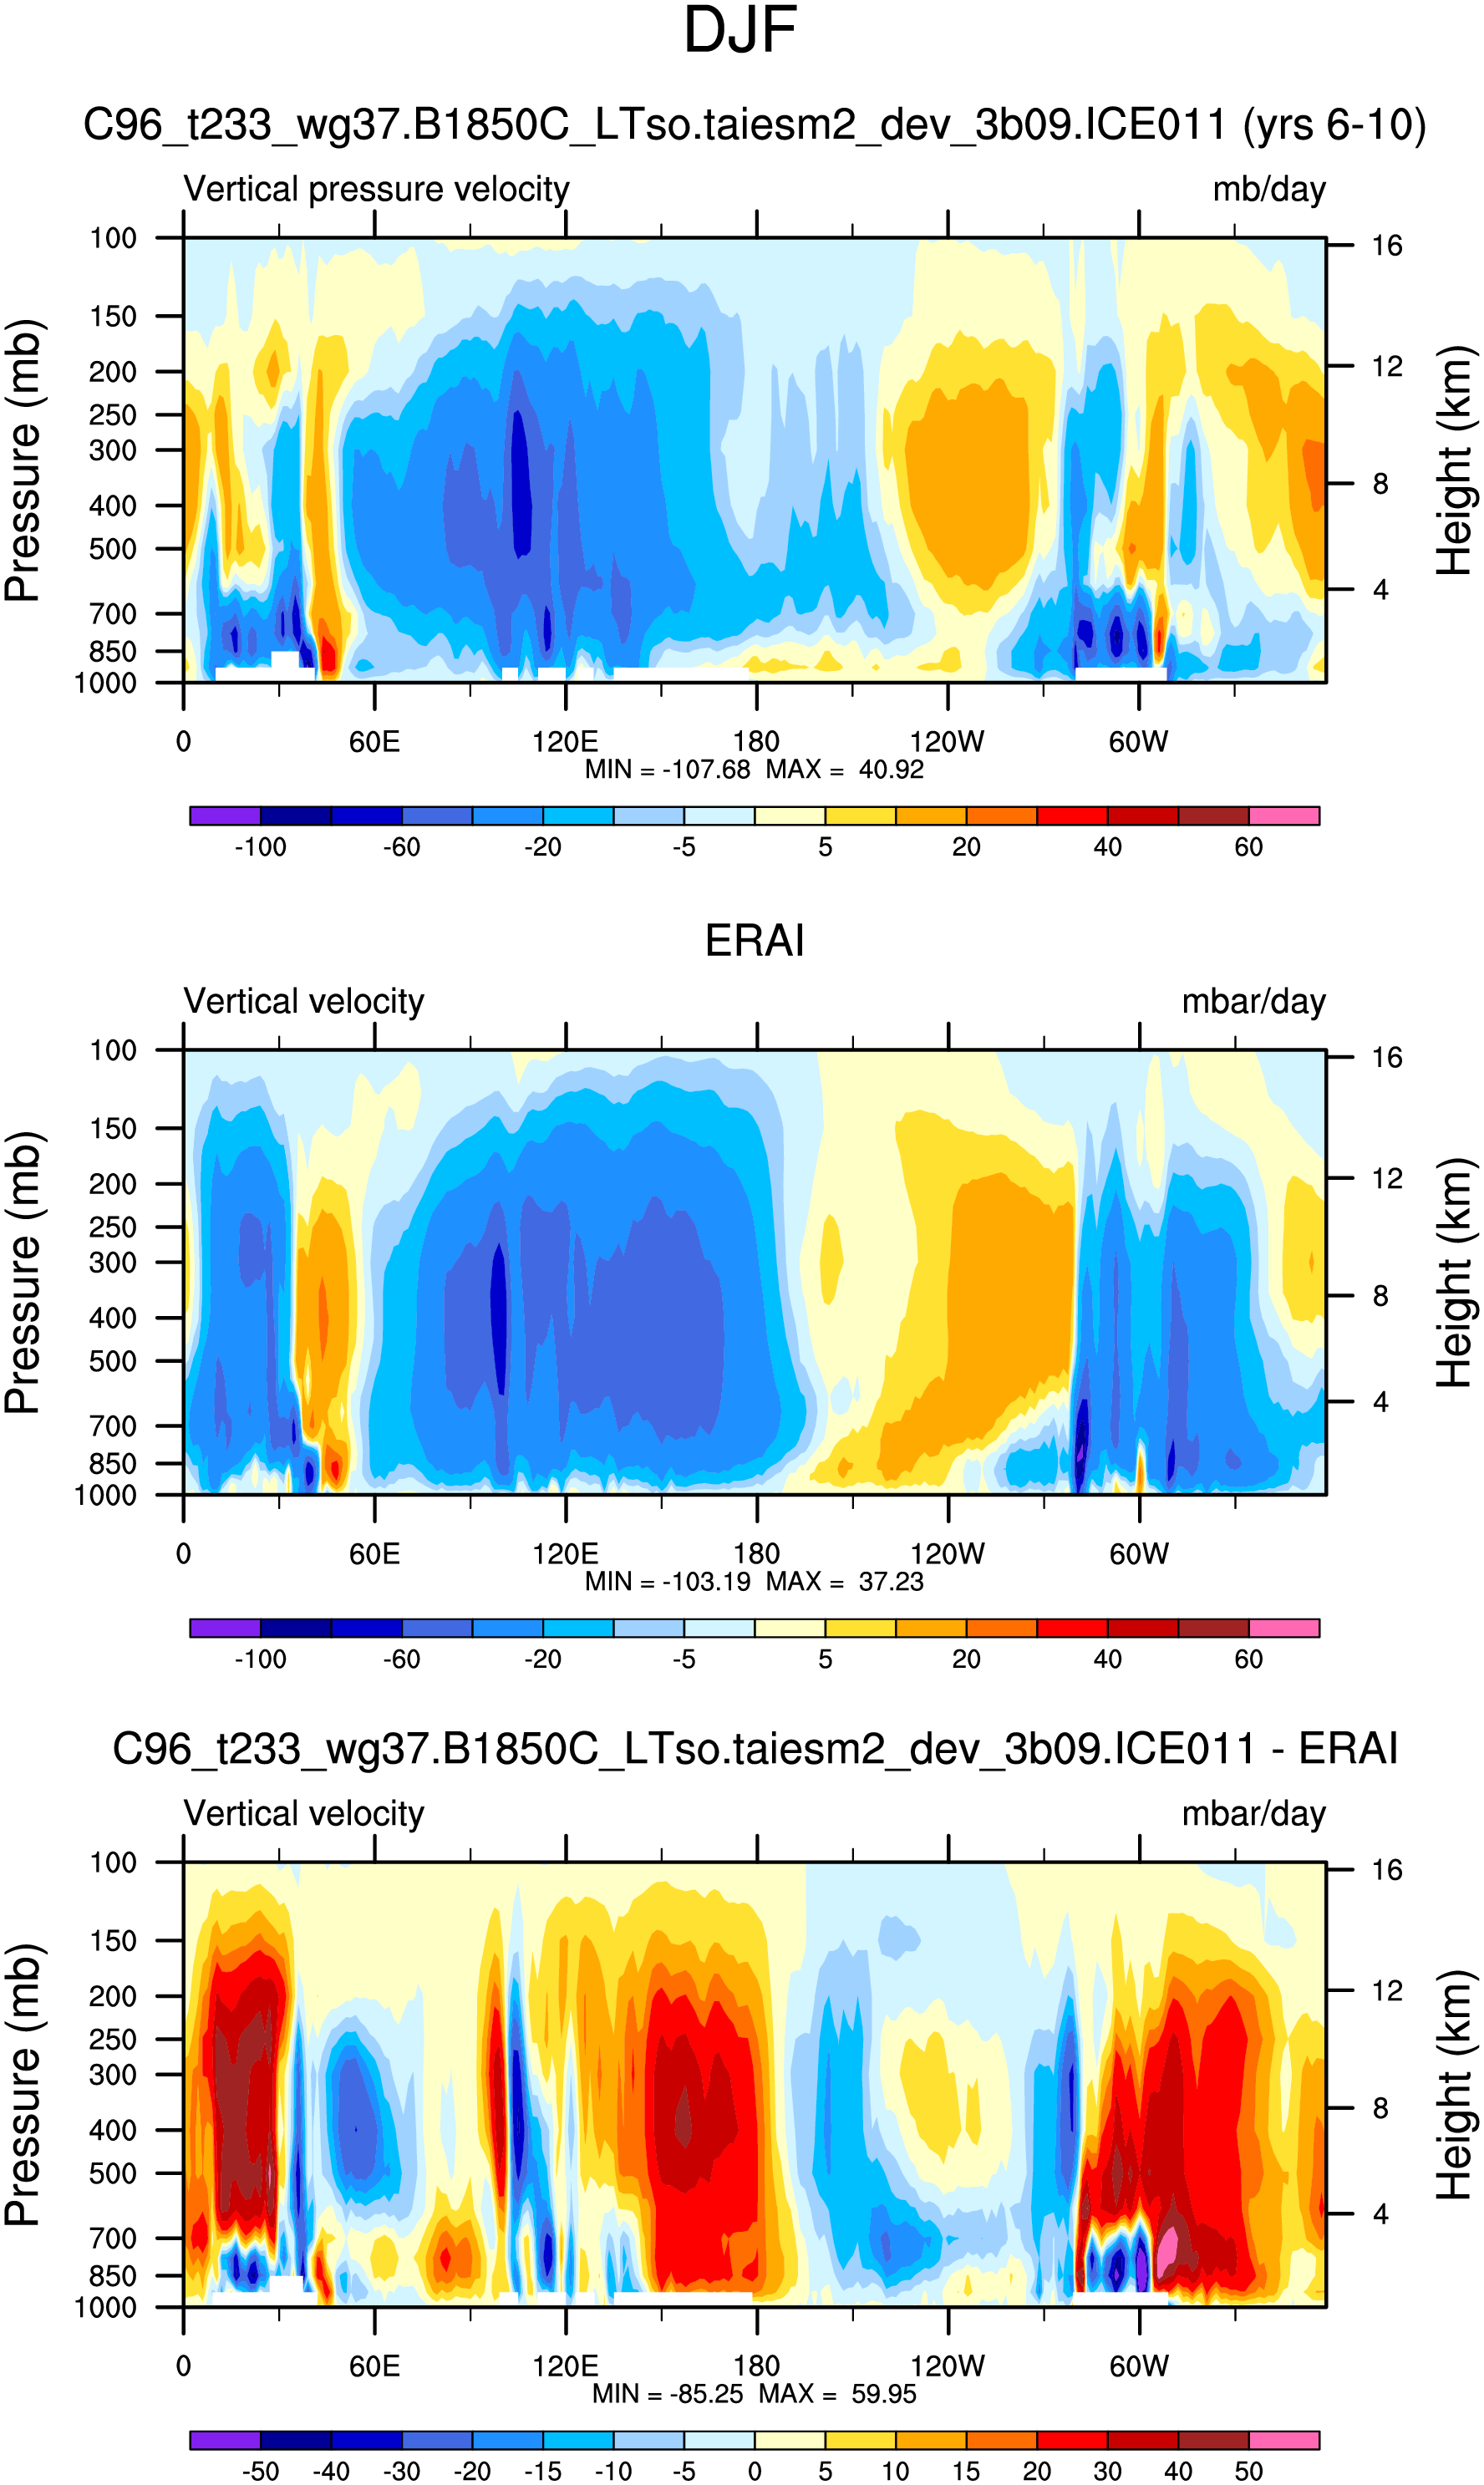 DJF
C96_t233_wg37.B1850C_LTso.taiesm2_dev_3b09.ICE011 (yrs 6-10)
Vertical pressure velocity mb/day
Pressure (mb)
100
150
200
250
300
400
500
700
850
1000
16
12
8
4
Height (km)
0 60E 120E 180 120W 60W
MIN = -107.68 MAX = 40.92
-100 -60 -20 -5 5 20 40 60
ERAI
Vertical velocity mbar/day
Pressure (mb)
100
150
200
250
300
400
500
700
850
1000
16
12
8
4
Height (km)
0 60E 120E 180 120W 60W
MIN = -103.19 MAX = 37.23
-100 -60 -20 -5 5 20 40 60
C96_t233_wg37.B1850C_LTso.taiesm2_dev_3b09.ICE011 - ERAI
Vertical velocity mbar/day
Pressure (mb)
100
150
200
250
300
400
500
700
850
1000
16
12
8
4
Height (km)
0 60E 120E 180 120W 60W
MIN = -85.25 MAX = 59.95
-50 -40 -30 -20 -15 -10 -5 0 5 10 15 20 30 40 50